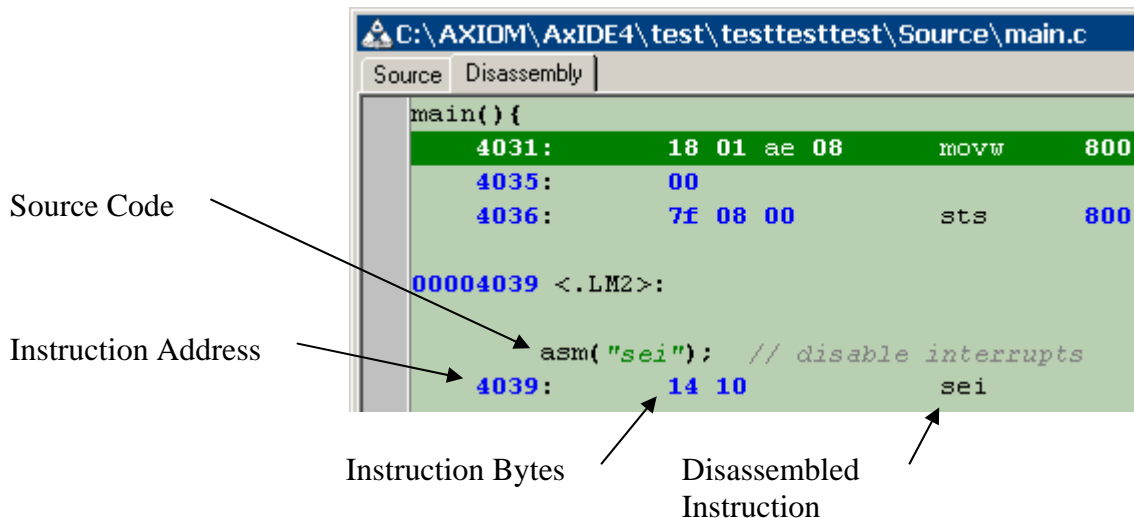 C:\AXIOM\AxIDE4\test\testtesttest\Source\main.c
Source Disassembly
main(){
4031: 18 01 ae 08 movw 800
4035: 00
4036: 7f 08 00 sts 800
Source Code
00004039 <.LM2>:
Instruction Address
asm("sei"); // disable interrupts
4039: 14 10 sei
Instruction Bytes
Disassembled
Instruction